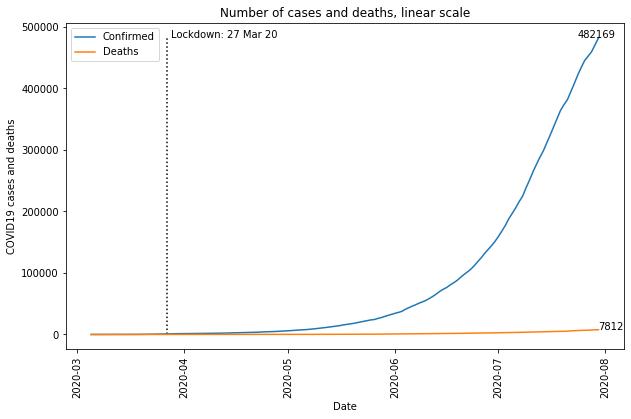 Number of cases and deaths, linear scale
Confirmed
Deaths
Lockdown: 27 Mar 20
482169
500000
400000
300000
200000
100000
0
COVID19 cases and deaths
7812
2020-03
2020-04
2020-05
2020-06
2020-07
2020-08
Date